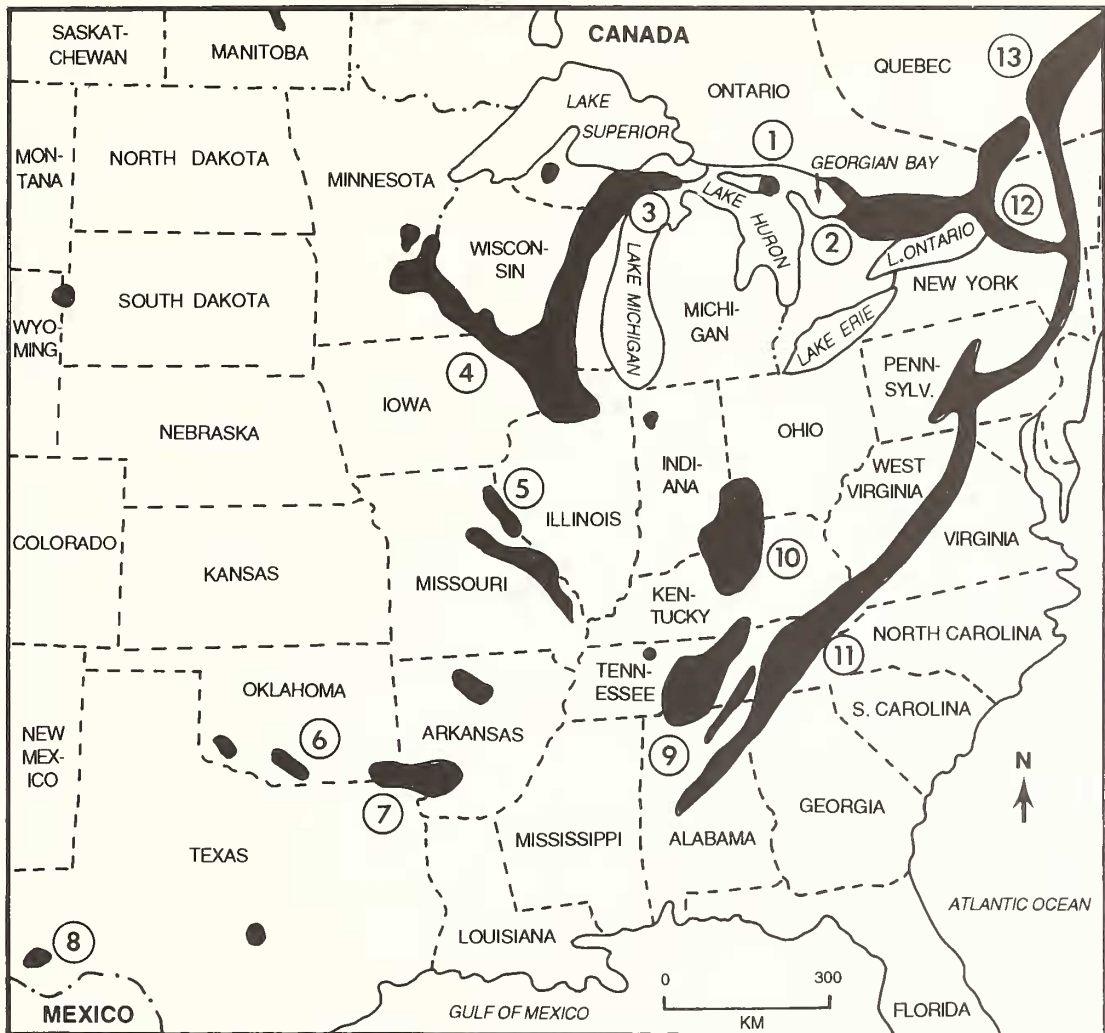 SASKAT-
CHEWAN
MANITOBA
CANADA
QUEBEC
13
LAKE
SUPERIOR
ONTARIO
1
GEORGIAN BAY
MON-
TANA
NORTH DAKOTA
MINNESOTA
3
LAKE
HURON
2
12
WISCON-
SIN
LAKE MICHIGAN
L. ONTARIO
NEW YORK
SOUTH DAKOTA
WYO-
MING
MICHI-
GAN
LAKE ERIE
4
IOWA
PENN-
SYLV.
NEBRASKA
OHIO
INDI-
ANA
WEST
VIRGINIA
5
ILLINOIS
COLORADO
KANSAS
MISSOURI
10
VIRGINIA
KEN-
TUCKY
NORTH CAROLINA
11
TENN-
ESSEE
OKLAHOMA
6
ARKANSAS
S. CAROLINA
NEW
MEX-
ICO
9
N
7
GEORGIA
TEXAS
MISSISSIPPI
ALABAMA
ATLANTIC OCEAN
8
LOUISIANA
0
300
KM
MEXICO
GULF OF MEXICO
FLORIDA